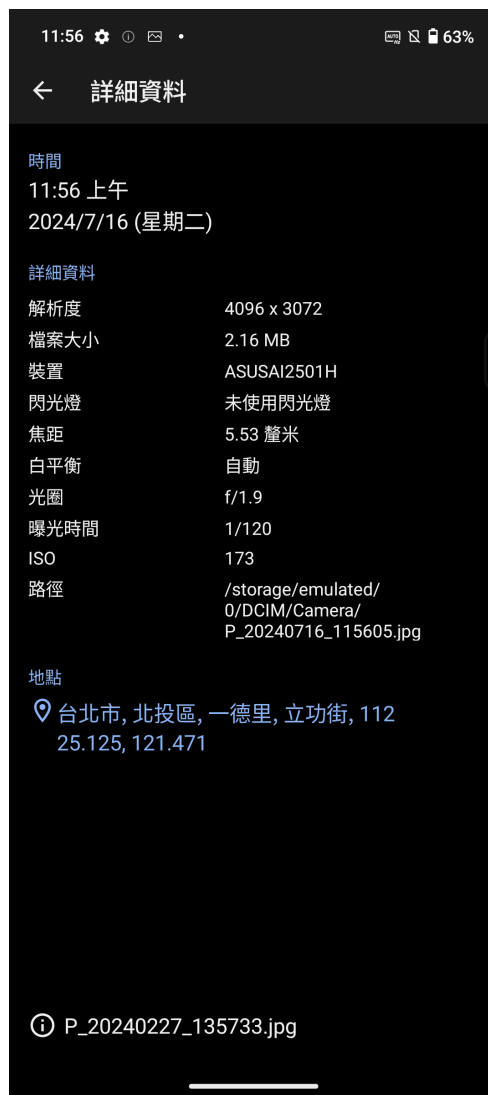 11:56
63%
詳細資料
時間
11:56 上午
2024/7/16 (星期二)
詳細資料
解析度 4096 x 3072
檔案大小 2.16 MB
裝置 ASUSAI2501H
閃光燈 未使用閃光燈
焦距 5.53 釐米
白平衡 自動
光圈 f/1.9
曝光時間 1/120
ISO 173
路徑 /storage/emulated/
0/DCIM/Camera/
P_20240716_115605.jpg
地點
台北市, 北投區, 一德里, 立功街, 112
25.125, 121.471
P_20240227_135733.jpg